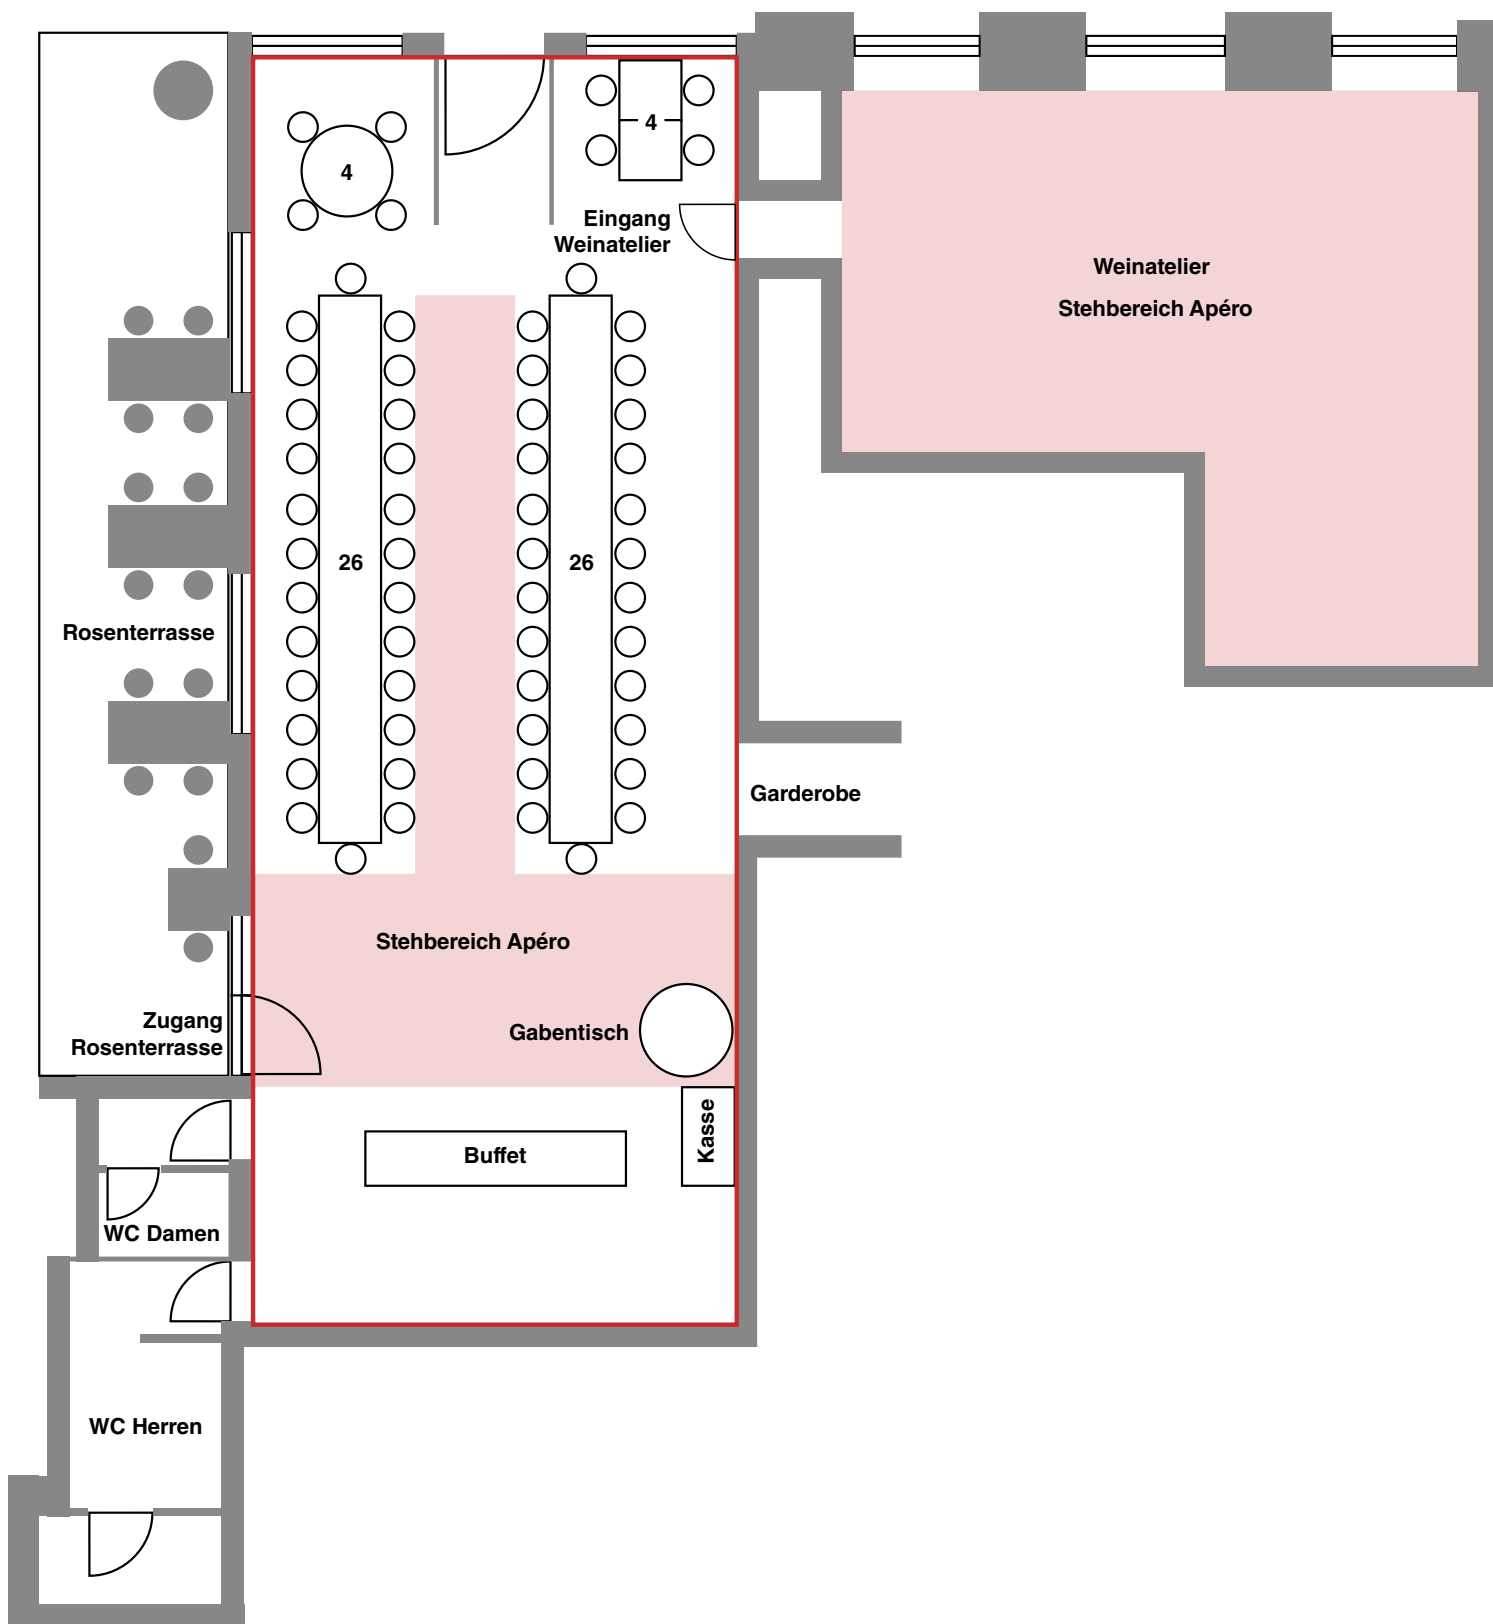 4
4
Eingang
Weinatelier
Weinatelier
Stehbereich Apéro
26
26
Rosenterrasse
Garderobe
Stehbereich Apéro
Zugang
Rosenterrasse
Gabentisch
Kasse
Buffet
WC Damen
WC Herren